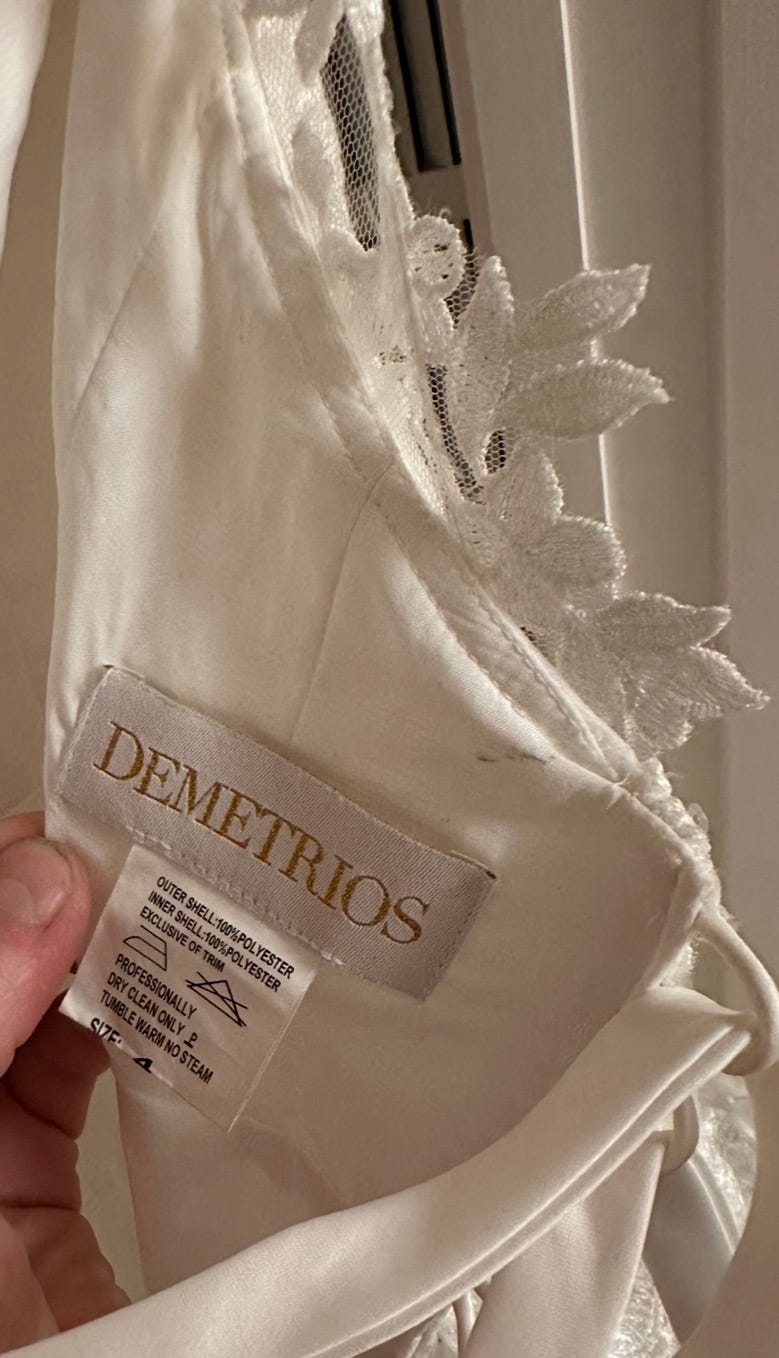 DEMETRIOS
OUTER SHELL:100%POLYESTER
INNER SHELL:100%POLYESTER
EXCLUSIVE OF TRIM
PROFESSIONALLY
DRY CLEAN ONLY P
TUMBLE WARM NO STEAM
SIZE: 4